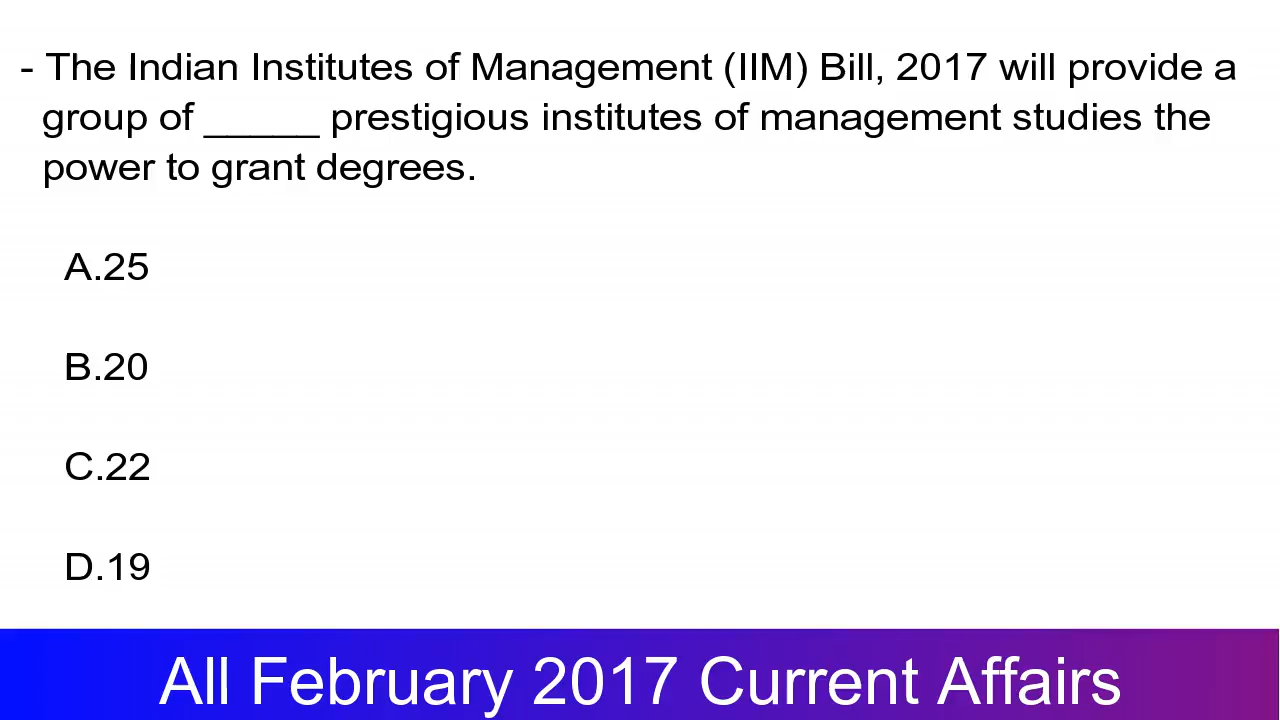 - The Indian Institutes of Management (IIM) Bill, 2017 will provide a
group of _____ prestigious institutes of management studies the
power to grant degrees.
A.25
B.20
C.22
D.19
All February 2017 Current Affairs